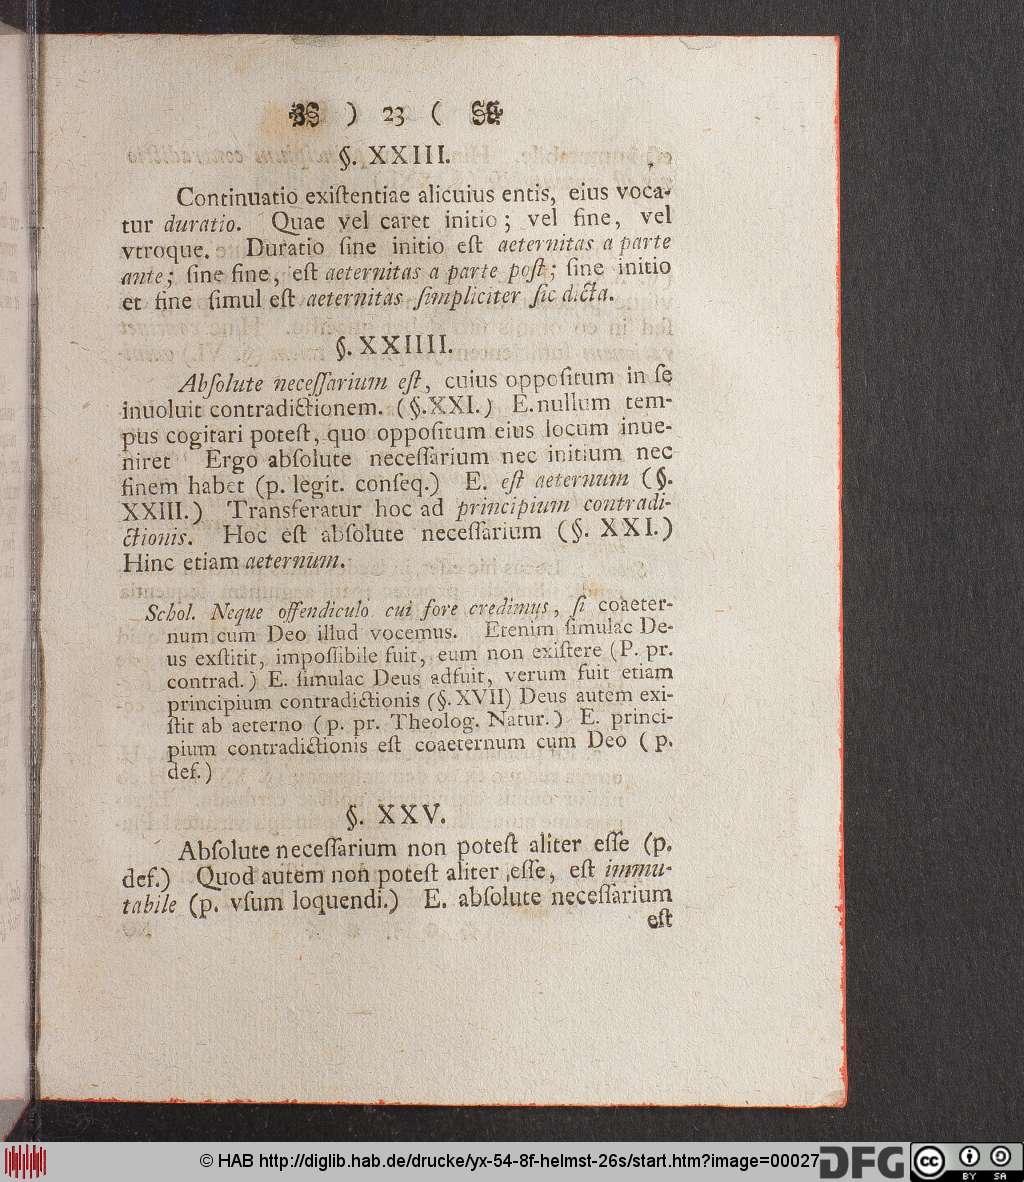 ) 23 (
§. XXIII.
Continuatio exiſtentiae alicuius entis, eius voca-
tur duratio. Quae vel caret initio; vel fine, vel
vtroque. Duratio ſine initio eſt aeternitas a parte
ante; ſine fine, eſt aeternitas a parte poſt; ſine initio
et fine ſimul eſt aeternitas ſimpliciter ſic dicta.
§. XXIIII.
Abſolute neceſſarium eſt, cuius oppoſitum in ſe
inuoluit contradictionem. (§.XXI.) E. nullum tem-
pus cogitari poteſt, quo oppoſitum eius locum inue-
niret Ergo abſolute neceſſarium nec initium nec
finem habet (p. legit. conſeq.) E. eſt aeternum (§.
XXIII.) Transferatur hoc ad principium contradi-
ctionis. Hoc eſt abſolute neceſſarium (§. XXI.)
Hinc etiam aeternum.
Schol. Neque offendiculo cui fore credimus, ſi coaeter-
num cum Deo illud vocemus. Etenim ſimulac De-
us exſtitit, impoſſibile fuit, eum non exiſtere (P. pr.
contrad.) E. ſimulac Deus adfuit, verum fuit etiam
principium contradictionis (§. XVII) Deus autem exi-
ſtit ab aeterno (p. pr. Theolog. Natur.) E. princi-
pium contradictionis eſt coaeternum cum Deo (p.
def.)
§. XXV.
Abſolute neceſſarium non poteſt aliter eſſe (p.
def.) Quod autem non poteſt aliter eſſe, eſt immu-
tabile (p. vſum loquendi.) E. abſolute neceſſarium
eſt
© HAB http://diglib.hab.de/drucke/yx-54-8f-helmst-26s/start.htm?image=00027
DFG
cc BY SA